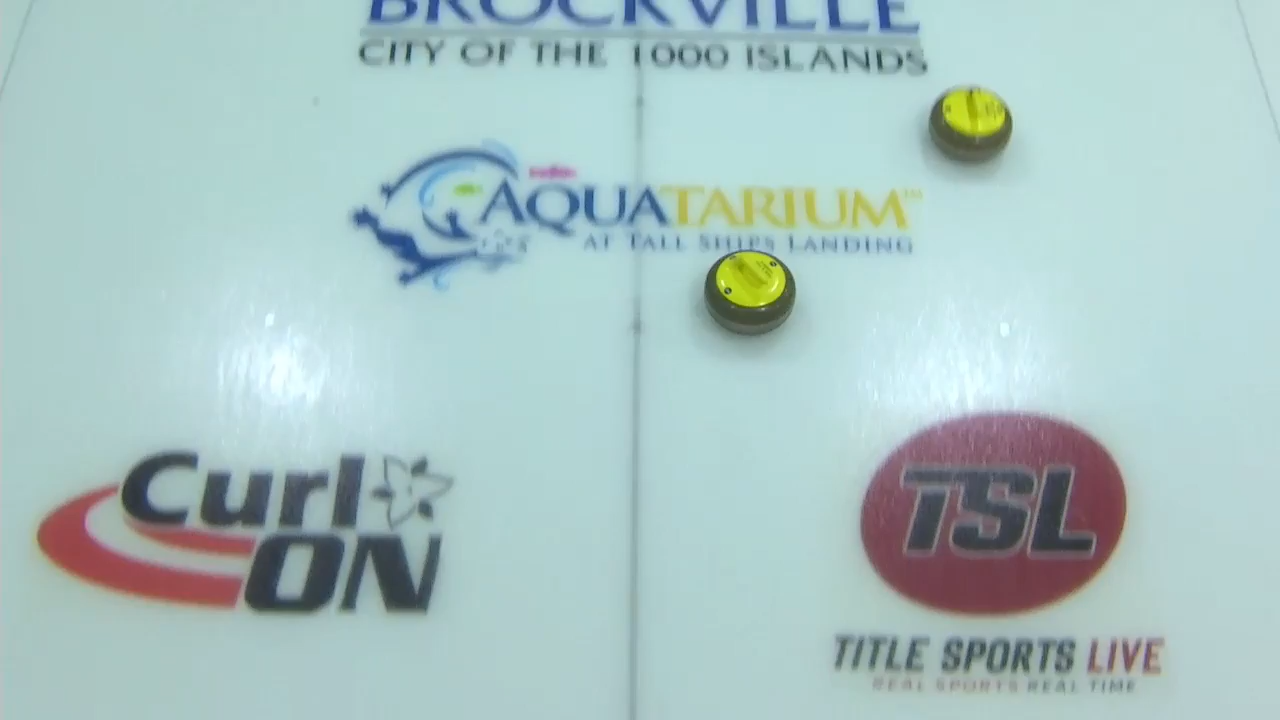 BROCKVILLE
CITY OF THE 1000 ISLANDS
AQUATARIUM™
AT TALL SHIPS LANDING
Curl
ON
TSL
TITLE SPORTS LIVE
REAL SPORTS REAL TIME